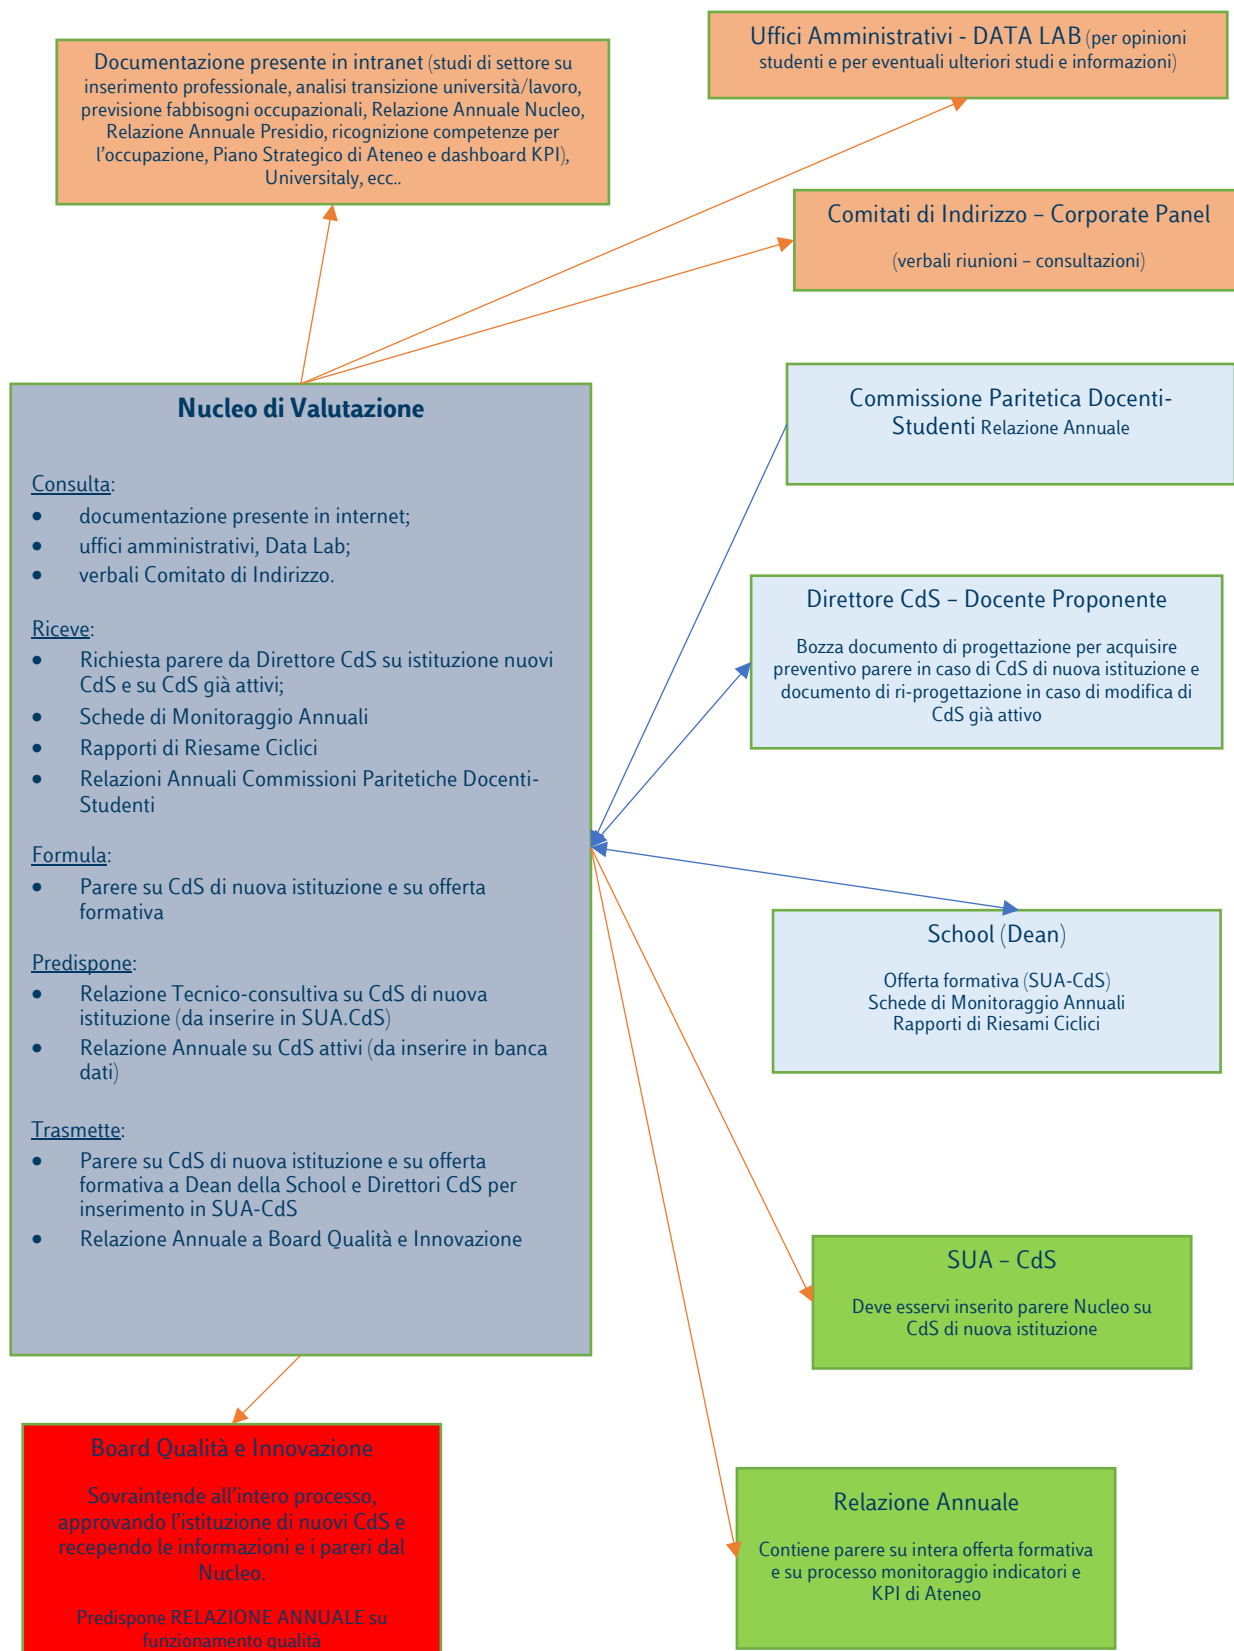 Uffici Amministrativi - DATA LAB (per opinioni
studenti e per eventuali ulteriori studi e informazioni)
Documentazione presente in intranet (studi di settore su
inserimento professionale, analisi transizione università/lavoro,
previsione fabbisogni occupazionali, Relazione Annuale Nucleo,
Relazione Annuale Presidio, ricognizione competenze per
l’occupazione, Piano Strategico di Ateneo e dashboard KPI),
Universitaly, ecc..
Comitati di Indirizzo – Corporate Panel
(verbali riunioni – consultazioni)
Nucleo di Valutazione
Consulta:
• documentazione presente in internet;
• uffici amministrativi, Data Lab;
• verbali Comitato di Indirizzo.
Riceve:
• Richiesta parere da Direttore CdS su istituzione nuovi
CdS e su CdS già attivi;
• Schede di Monitoraggio Annuali
• Rapporti di Riesame Ciclici
• Relazioni Annuali Commissioni Paritetiche Docenti-
Studenti
Formula:
• Parere su CdS di nuova istituzione e su offerta
formativa
Predispone:
• Relazione Tecnico-consultiva su CdS di nuova
istituzione (da inserire in SUA.CdS)
• Relazione Annuale su CdS attivi (da inserire in banca
dati)
Trasmette:
• Parere su CdS di nuova istituzione e su offerta
formativa a Dean della School e Direttori CdS per
inserimento in SUA-CdS
• Relazione Annuale a Board Qualità e Innovazione
Commissione Paritetica Docenti-
Studenti Relazione Annuale
Direttore CdS – Docente Proponente
Bozza documento di progettazione per acquisire
preventivo parere in caso di CdS di nuova istituzione e
documento di ri-progettazione in caso di modifica di
CdS già attivo
School (Dean)
Offerta formativa (SUA-CdS)
Schede di Monitoraggio Annuali
Rapporti di Riesami Ciclici
SUA – CdS
Deve esservi inserito parere Nucleo su
CdS di nuova istituzione
Board Qualità e Innovazione
Sovraintende all’intero processo,
approvando l’istituzione di nuovi CdS e
recependo le informazioni e i pareri dal
Nucleo.
Predispone RELAZIONE ANNUALE su
funzionamento qualità
Relazione Annuale
Contiene parere su intera offerta formativa
e su processo monitoraggio indicatori e
KPI di Ateneo